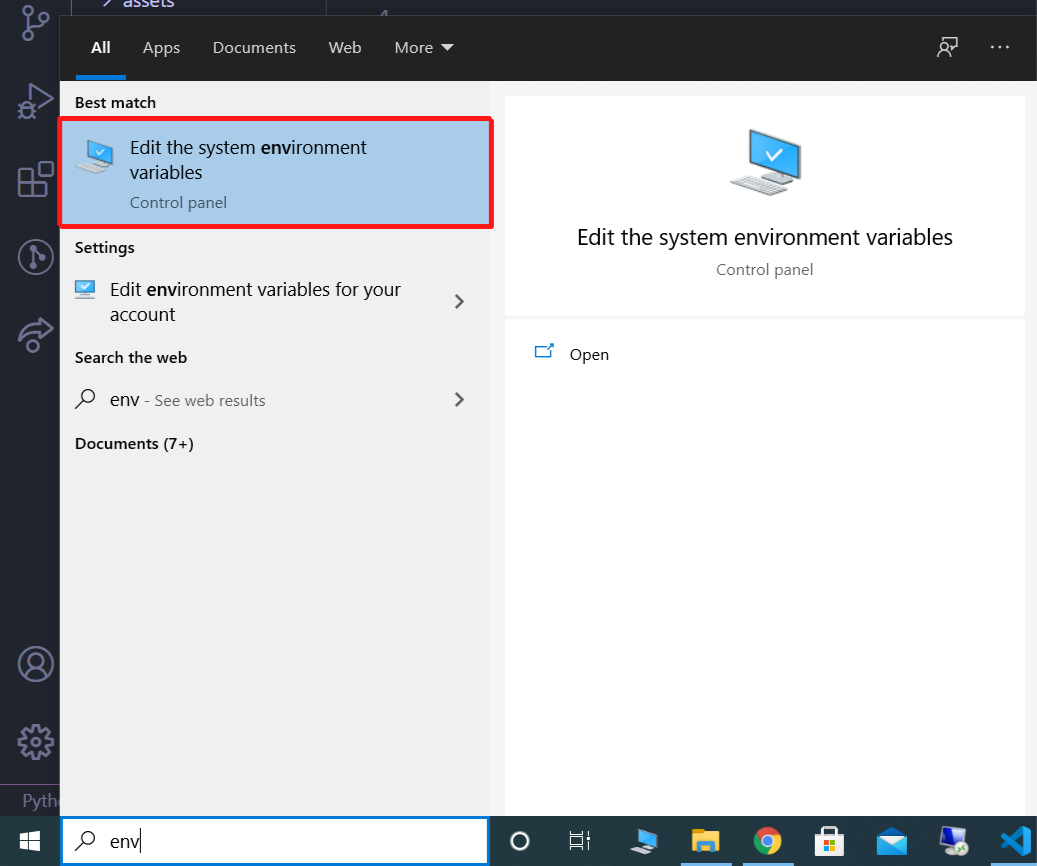 assets
All Apps Documents Web More
Best match
Edit the system environment
variables
Control panel
Settings
Edit environment variables for your
account
Search the web
env - See web results
Documents (7+)
Edit the system environment variables
Control panel
Open
env